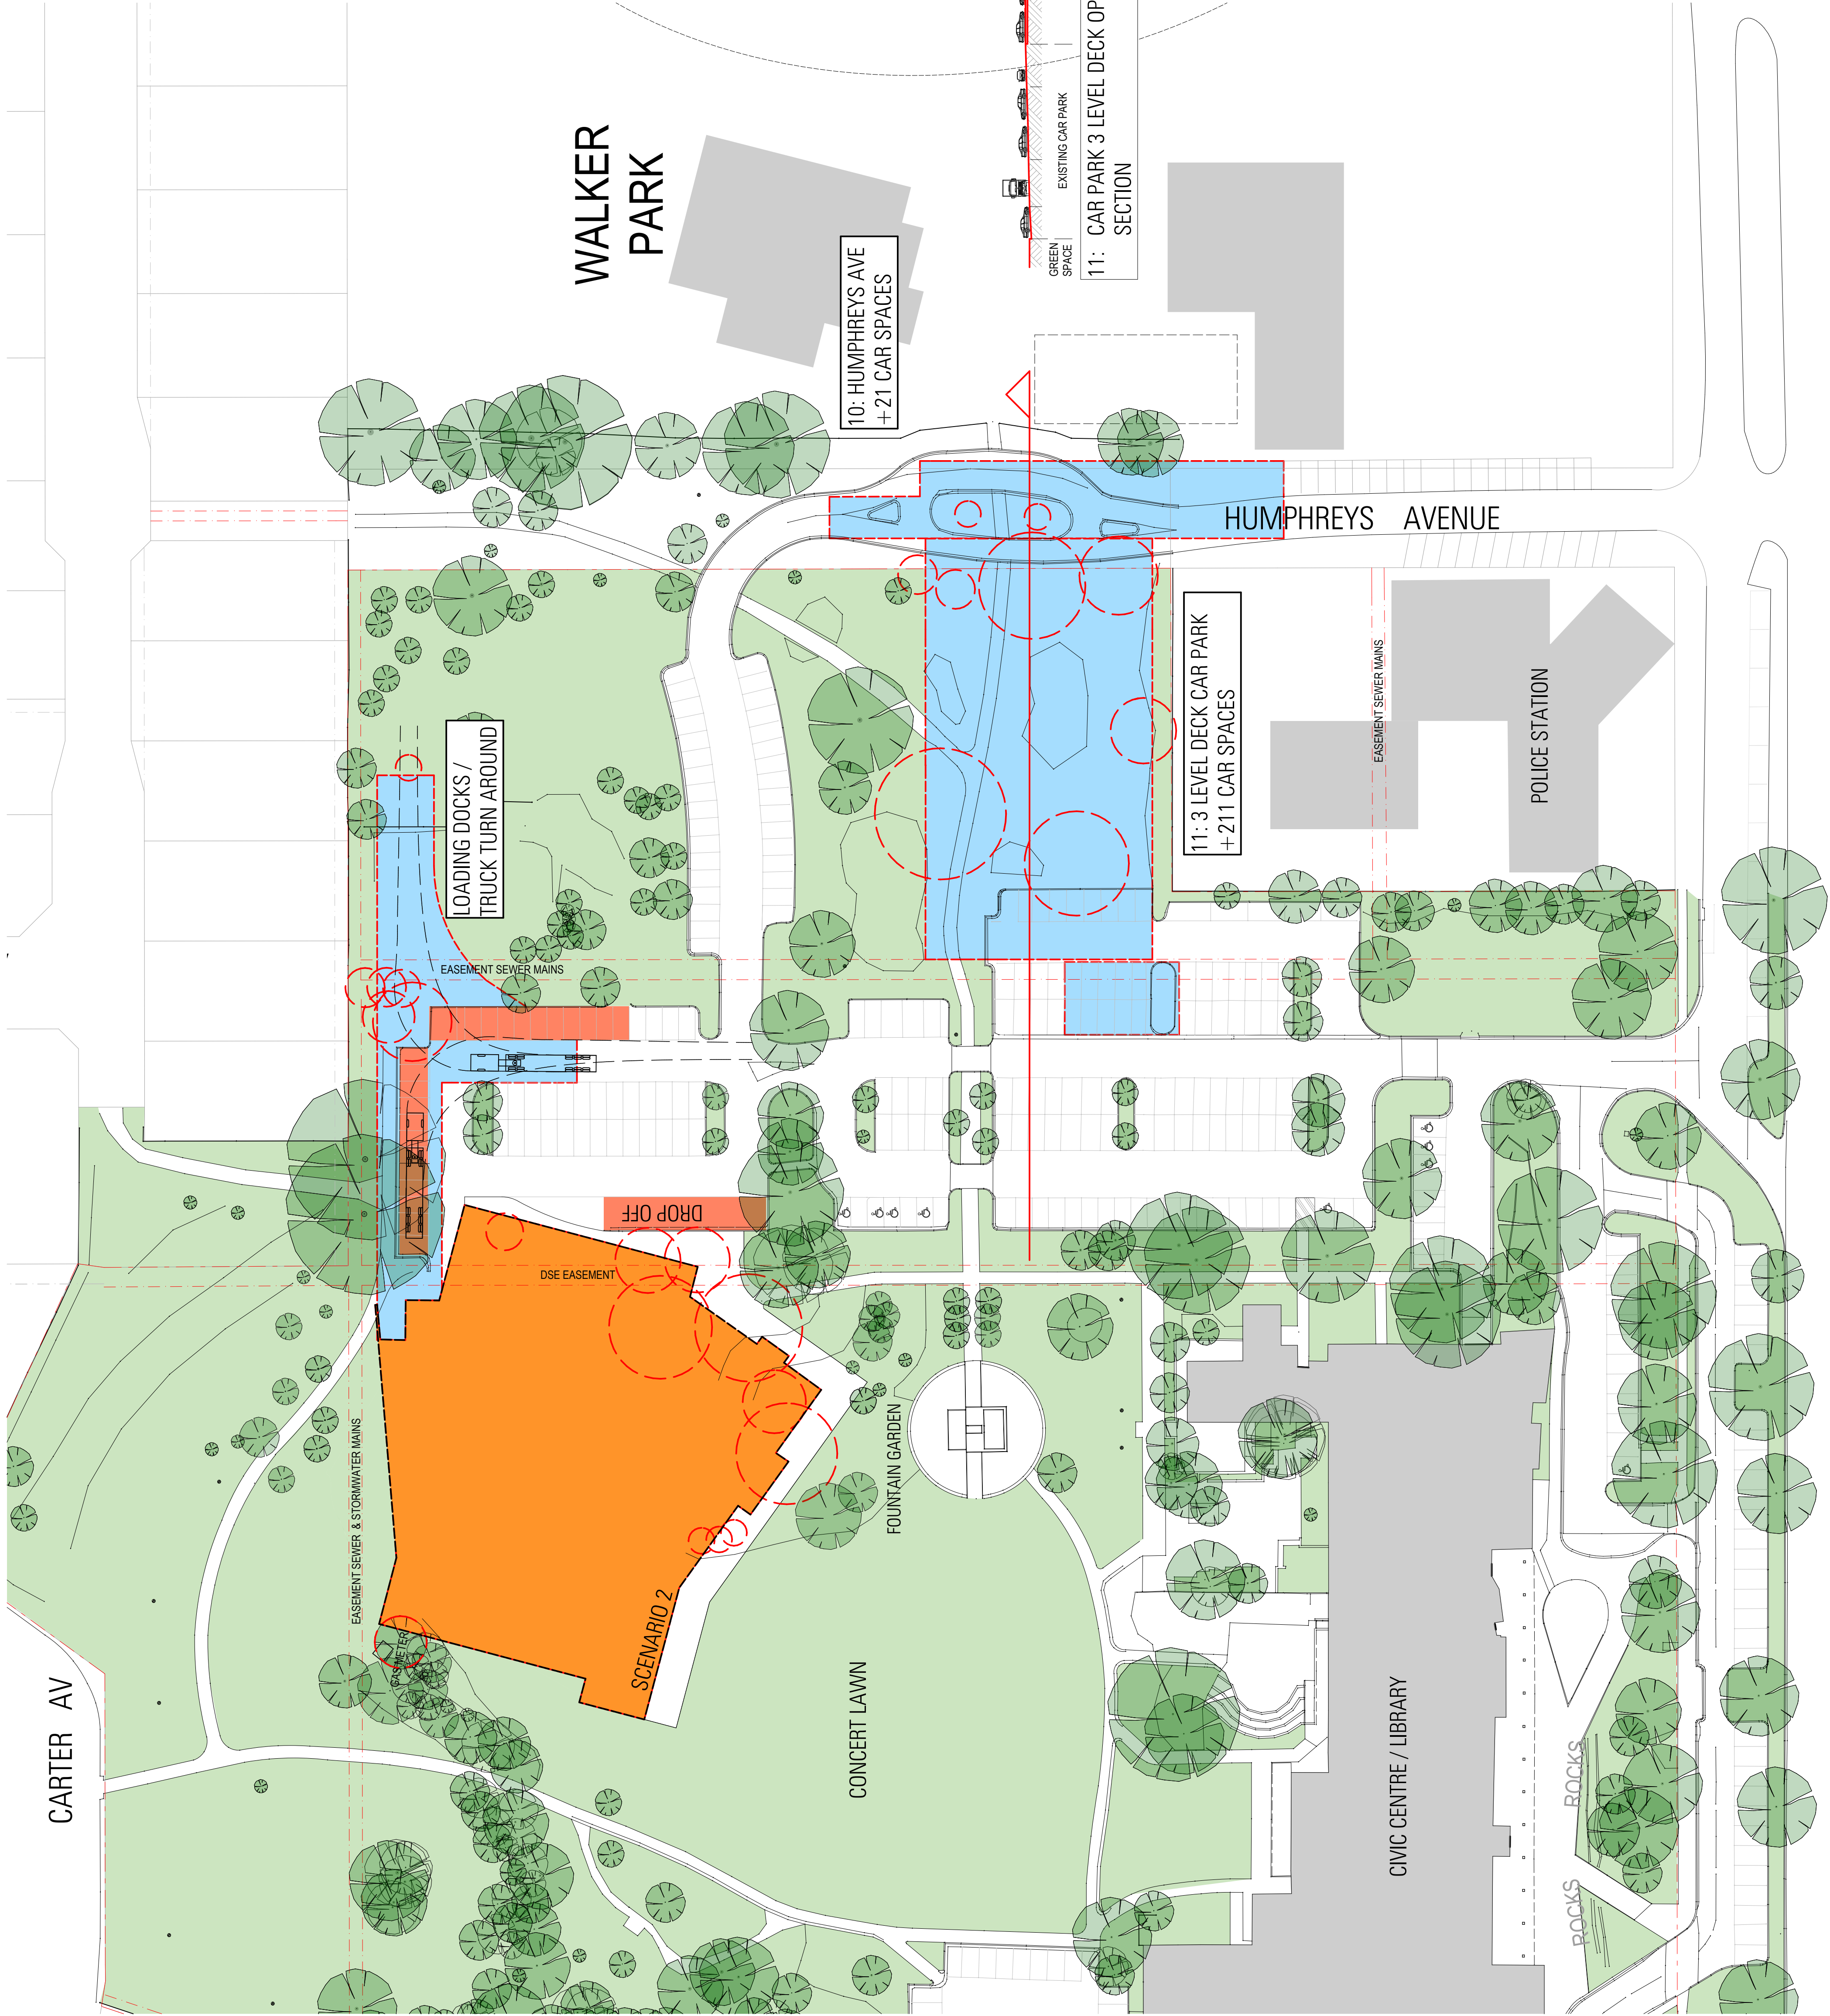 WALKER
PARK
10: HUMPHREYS AVE
+21 CAR SPACES
GREEN
SPACE
EXISTING CAR PARK
11: CAR PARK 3 LEVEL DECK OP
SECTION
HUMPHREYS AVENUE
11: 3 LEVEL DECK CAR PARK
+211 CAR SPACES
EASEMENT SEWER MAINS
POLICE STATION
LOADING DOCKS /
TRUCK TURN AROUND
EASEMENT SEWER MAINS
DROP OFF
DSE EASEMENT
EASEMENT SEWER & STORMWATER MAINS
FOUNTAIN GARDEN
SCENARIO 2
GAS METER
CARTER AV
CONCERT LAWN
CIVIC CENTRE / LIBRARY
ROCKS
ROCKS